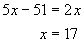 5x − 51 = 2x
x = 17